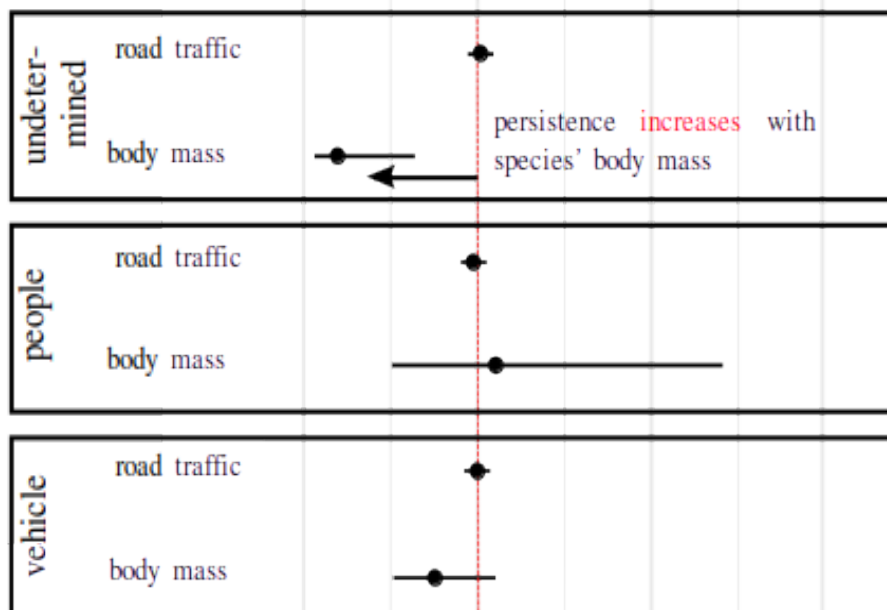 undeter-
mined
road traffic
body mass
persistence increases with
species' body mass
people
road traffic
body mass
vehicle
road traffic
body mass